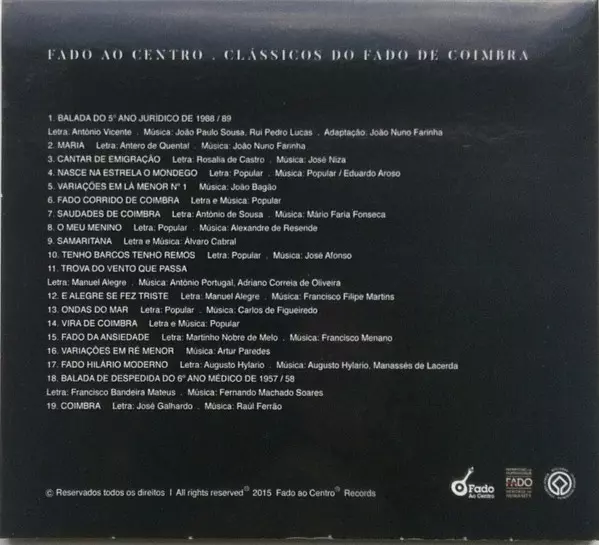 FADO AO CENTRO . CLÁSSICOS DO FADO DE COIMBRA
1. BALADA DO 5º ANO JURÍDICO DE 1988 / 89
Letra: António Vicente . Música: João Paulo Sousa, Rui Pedro Lucas . Adaptação: João Nuno Farinha
2. MARIA Letra: Antero de Quental . Música: João Nuno Farinha
3. CANTAR DE EMIGRAÇÃO Letra: Rosalia de Castro . Música: José Niza
4. NASCE NA ESTRELA O MONDEGO Letra: Popular . Música: Popular / Eduardo Aroso
5. VARIAÇÕES EM LÁ MENOR Nº 1 Música: João Bagão
6. FADO CORRIDO DE COIMBRA Letra e Música: Popular
7. SAUDADES DE COIMBRA Letra: António de Sousa . Música: Mário Faria Fonseca
8. O MEU MENINO Letra: Popular . Música: Alexandre de Resende
9. SAMARITANA Letra e Música: Álvaro Cabral
10. TENHO BARCOS TENHO REMOS Letra: Popular . Música: José Afonso
11. TROVA DO VENTO QUE PASSA
Letra: Manuel Alegre . Música: António Portugal, Adriano Correia de Oliveira
12. E ALEGRE SE FEZ TRISTE Letra: Manuel Alegre . Música: Francisco Filipe Martins
13. ONDAS DO MAR Letra: Popular . Música: Carlos de Figueiredo
14. VIRA DE COIMBRA Letra e Música: Popular
15. FADO DA ANSIEDADE Letra: Martinho Nobre de Melo . Música: Francisco Menano
16. VARIAÇÕES EM RÉ MENOR Música: Artur Paredes
17. FADO HILÁRIO MODERNO Letra: Augusto Hylario . Música: Augusto Hylario, Manassés de Lacerda
18. BALADA DE DESPEDIDA DO 6º ANO MÉDICO DE 1957 / 58
Letra: Francisco Bandeira Mateus . Música: Fernando Machado Soares
19. COIMBRA Letra: José Galhardo . Música: Raúl Ferrão
© Reservados todos os direitos I All rights reserved® 2015 Fado ao Centro® Records
Fado
Ao Centro
FADO